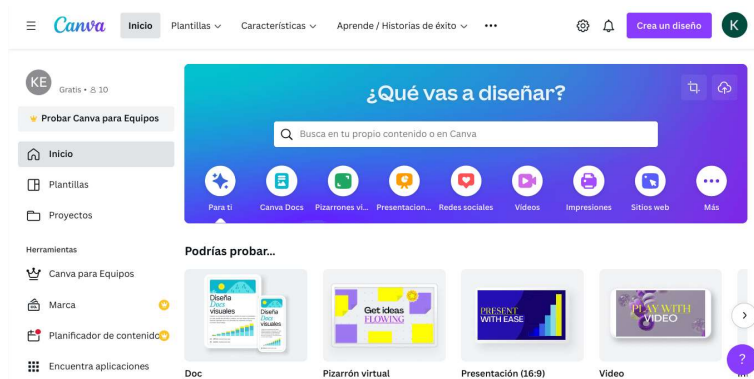 Canva
Inicio
Plantillas
Características
Aprende / Historias de éxito
Crea un diseño
K
KE
Gratis • 10
Probar Canva para Equipos
Inicio
Plantillas
Proyectos
Herramientas
Canva para Equipos
Marca
Planificador de contenido
Encuentra aplicaciones
¿Qué vas a diseñar?
Busca en tu propio contenido o en Canva
Para ti
Canva Docs
Pizarrones vi...
Presentacion...
Redes sociales
Videos
Impresiones
Sitios web
Más
Podrías probar...
Diseña
Docs
visuales
Diseña
Docs
visuales
Get ideas
FLOWING
PRESENT
WITH EASE
PLAY WITH
VIDEO
Doc
Pizarrón virtual
Presentación (16:9)
Video
?